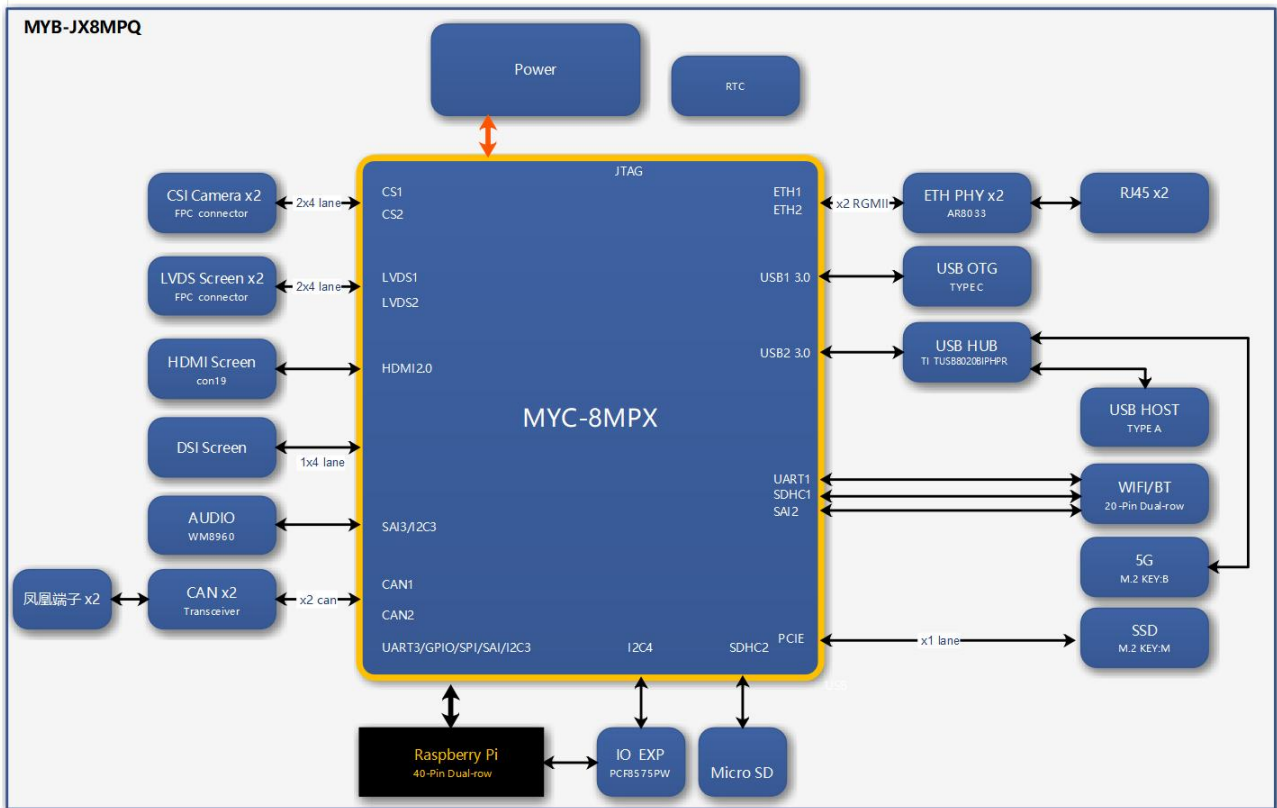 MYB-JX8MPQ
Power
RTC
JTAG
CSI Camera x2
FPC connector
2x4 lane
CS1
CS2
ETH1
ETH2
x2 RGMII
ETH PHY x2
AR8033
RJ45 x2
LVDS Screen x2
FPC connector
2x4 lane
LVDS1
LVDS2
USB1 3.0
USB OTG
TYPE C
HDMI Screen
con19
HDMI2.0
USB2 3.0
USB HUB
TI TUSB8020BIPHPR
MYC-8MPX
USB HOST
TYPE A
DSI Screen
1x4 lane
UART1
SDHC1
SAI2
WIFI/BT
20-Pin Dual-row
AUDIO
WM8960
SAI3/I2C3
5G
M.2 KEY:B
凤凰端子 x2
CAN x2
Transceiver
x2 can
CAN1
CAN2
UART3/GPIO/SPI/SAI/I2C3
I2C4
SDHC2
PCIE
x1 lane
SSD
M.2 KEY:M
Raspberry Pi
40-Pin Dual-row
IO EXP
PCF8575PW
Micro SD